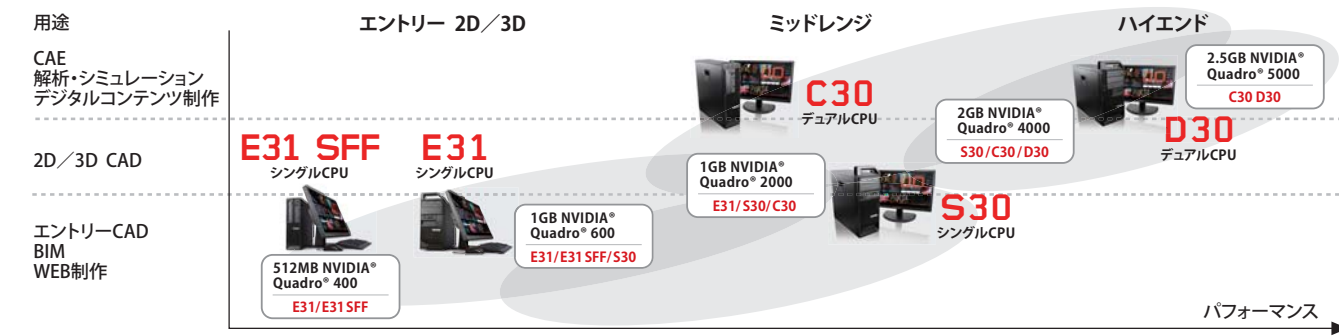 用途
エントリー 2D／3D
ミッドレンジ
ハイエンド
CAE
解析・シミュレーション
デジタルコンテンツ制作
2D／3D CAD
エントリーCAD
BIM
WEB制作
E31 SFF
シングルCPU
E31
シングルCPU
C30
デュアルCPU
S30
シングルCPU
D30
デュアルCPU
512MB NVIDIA®
Quadro® 400
E31/E31 SFF
1GB NVIDIA®
Quadro® 600
E31/E31 SFF/S30
1GB NVIDIA®
Quadro® 2000
E31/S30/C30
2GB NVIDIA®
Quadro® 4000
S30/C30/D30
2.5GB NVIDIA®
Quadro® 5000
C30 D30
パフォーマンス